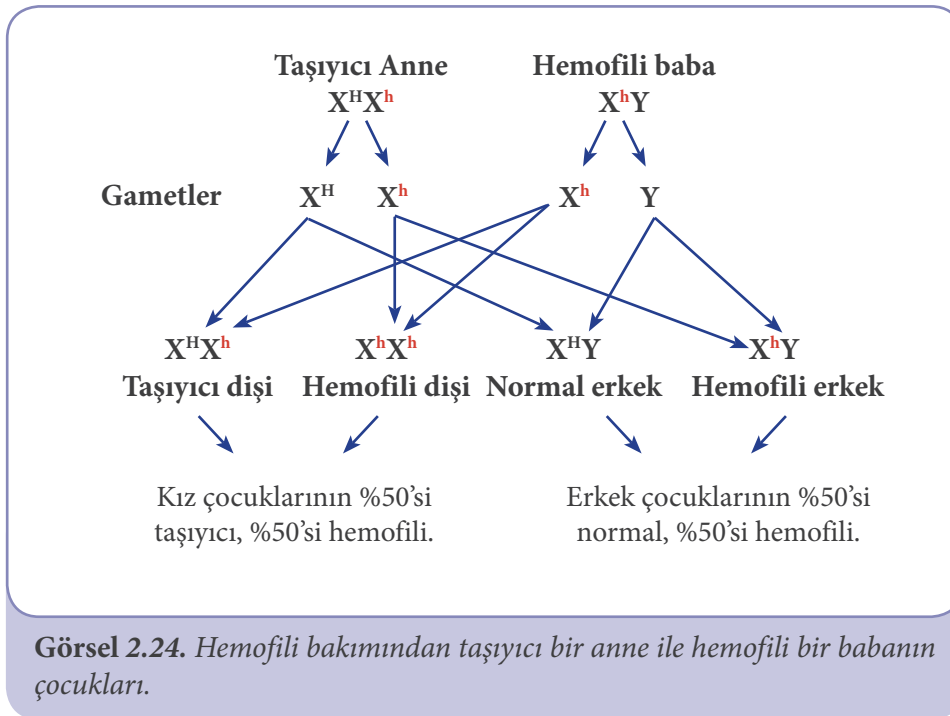 Taşıyıcı Anne Hemofili baba
XᴴXʰ XʰY
Gametler Xᴴ Xʰ Xʰ Y
XᴴXʰ XʰXʰ XᴴY XʰY
Taşıyıcı dişi Hemofili dişi Normal erkek Hemofili erkek
Kız çocuklarının %50'si
taşıyıcı, %50'si hemofili.
Erkek çocuklarının %50'si
normal, %50'si hemofili.
Görsel 2.24. Hemofili bakımından taşıyıcı bir anne ile hemofili bir babanın
çocukları.